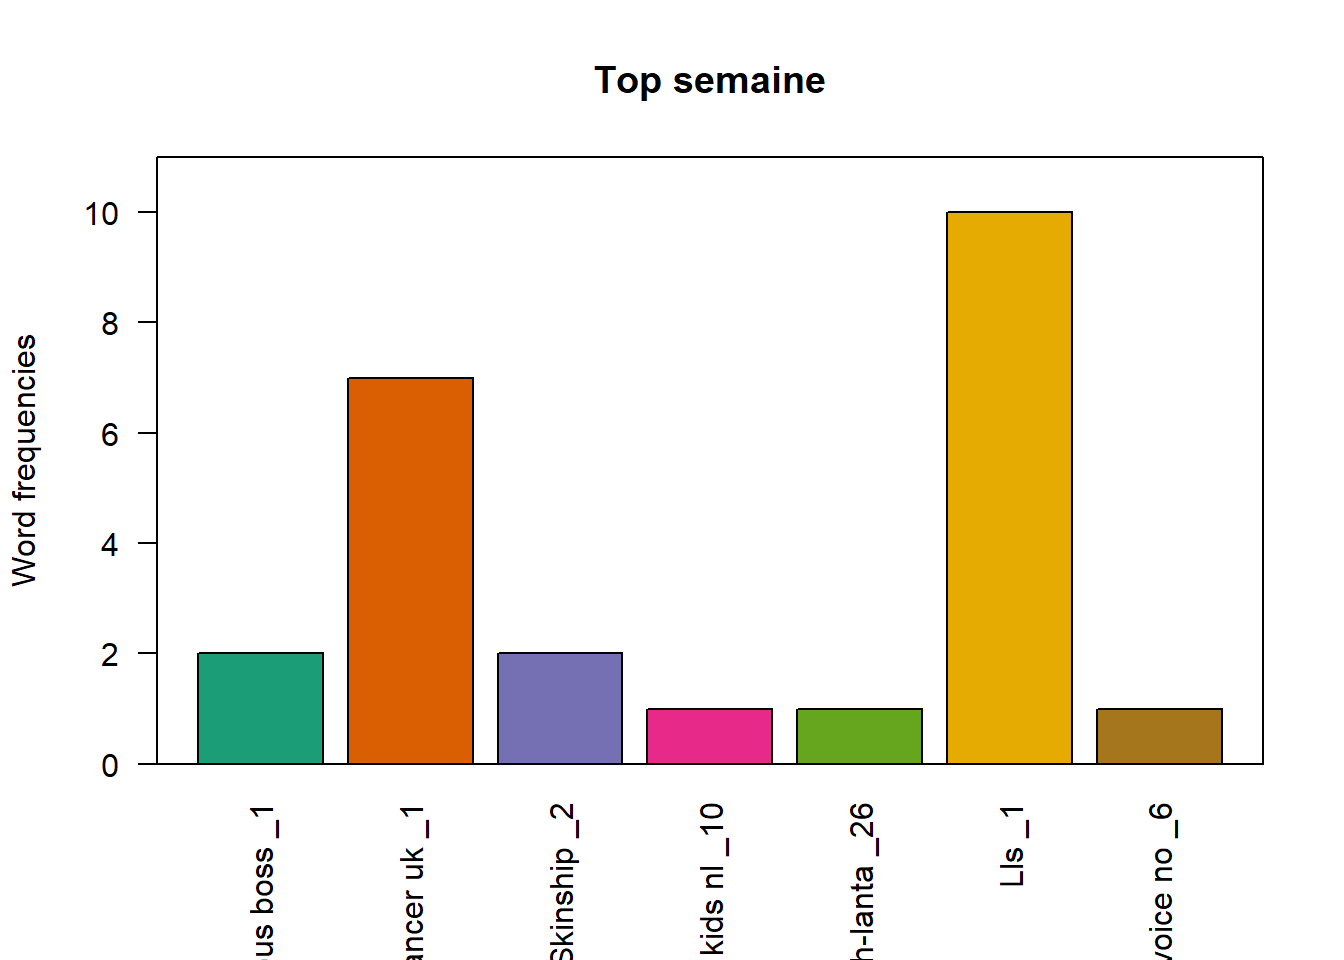 Top semaine
Word frequencies
10
8
6
4
2
0
ous boss _1
ancer uk _1
Skinship _2
kids nl _10
h-lanta _26
Lls _1
voice no _6